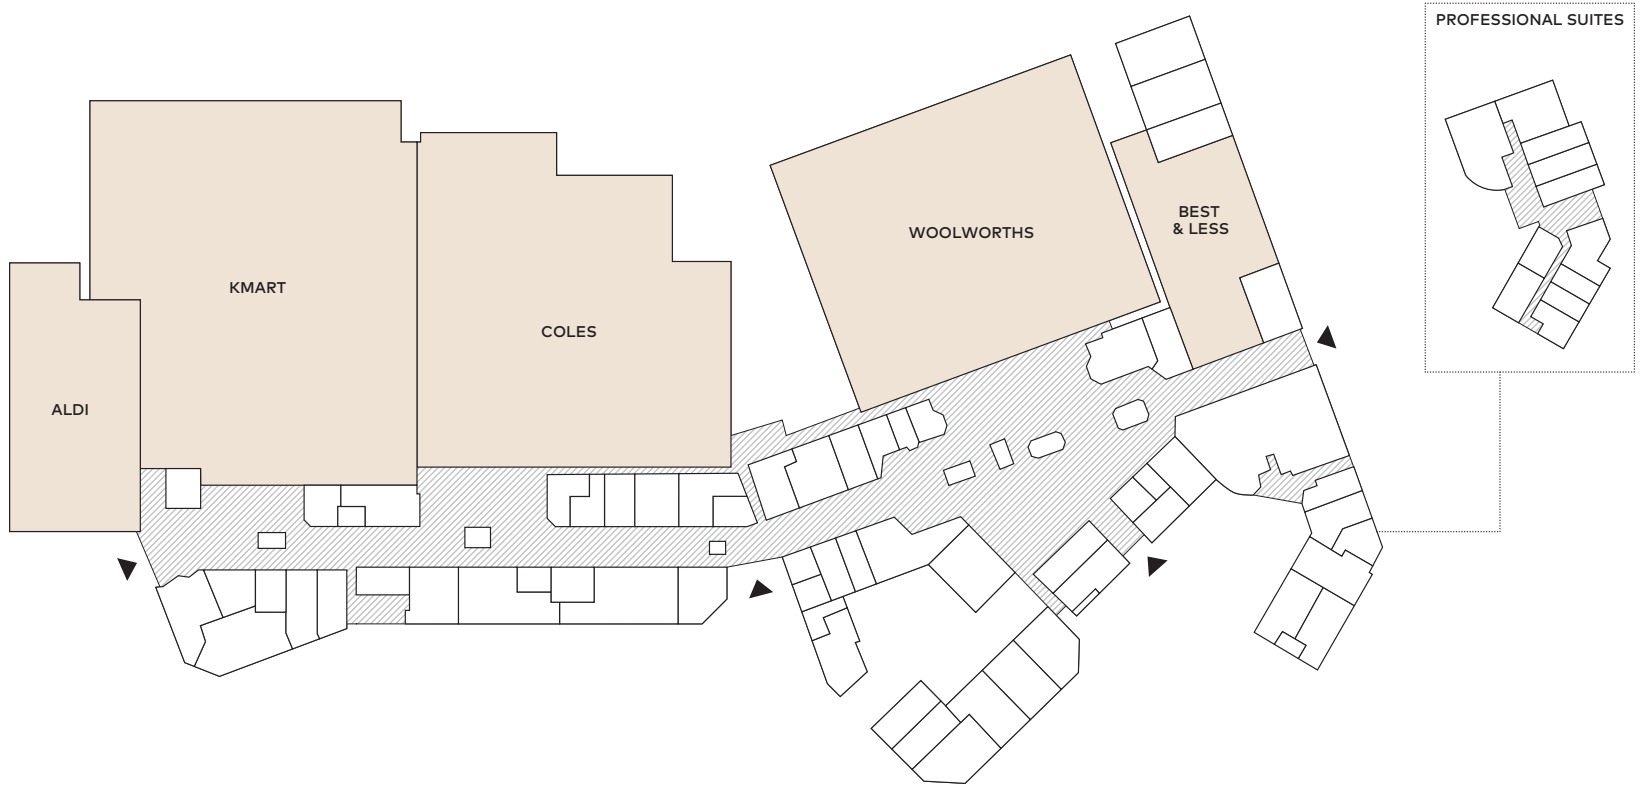 PROFESSIONAL SUITES
BEST
& LESS
WOOLWORTHS
KMART
COLES
ALDI